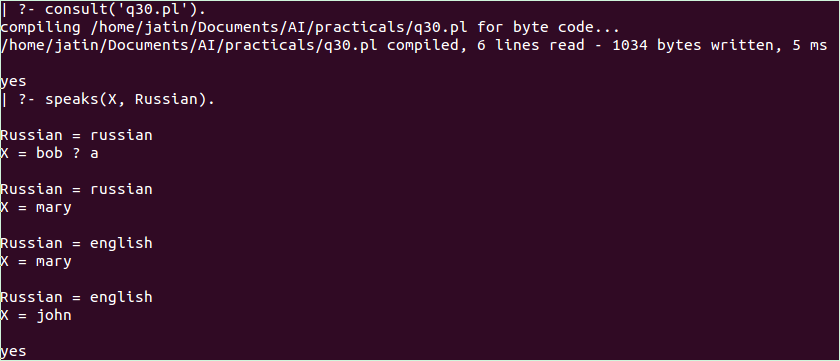 | ?- consult('q30.pl').
compiling /home/jatin/Documents/AI/practicals/q30.pl for byte code...
/home/jatin/Documents/AI/practicals/q30.pl compiled, 6 lines read - 1034 bytes written, 5 ms
yes
| ?- speaks(X, Russian).
Russian = russian
X = bob ? a
Russian = russian
X = mary
Russian = english
X = mary
Russian = english
X = john
yes